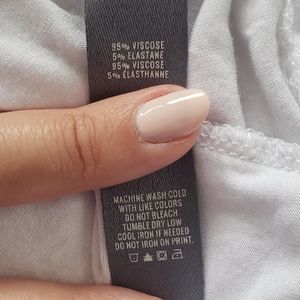 95% VISCOSE
5% ELASTANE
95% VISCOSE
5% ÉLASTHANNE
MACHINE WASH COLD
WITH LIKE COLORS
DO NOT BLEACH
TUMBLE DRY LOW
COOL IRON IF NEEDED
DO NOT IRON ON PRINT.